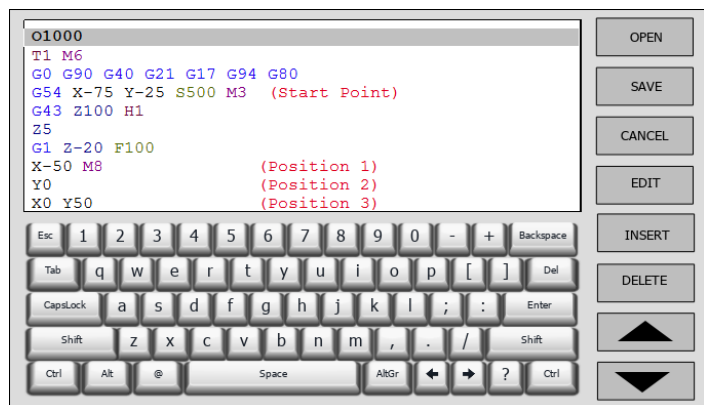 O1000
T1 M6
G0 G90 G40 G21 G17 G94 G80
G54 X-75 Y-25 S500 M3 (Start Point)
G43 Z100 H1
Z5
G1 Z-20 F100
X-50 M8 (Position 1)
Y0 (Position 2)
X0 Y50 (Position 3)
OPEN
SAVE
CANCEL
EDIT
INSERT
DELETE
Esc 1 2 3 4 5 6 7 8 9 0 - + Backspace
Tab q w e r t y u i o p [ ] Del
CapsLock a s d f g h j k l ; : Enter
Shift z x c v b n m , . / Shift
Ctrl Alt @ Space AltGr ← → ? Ctrl